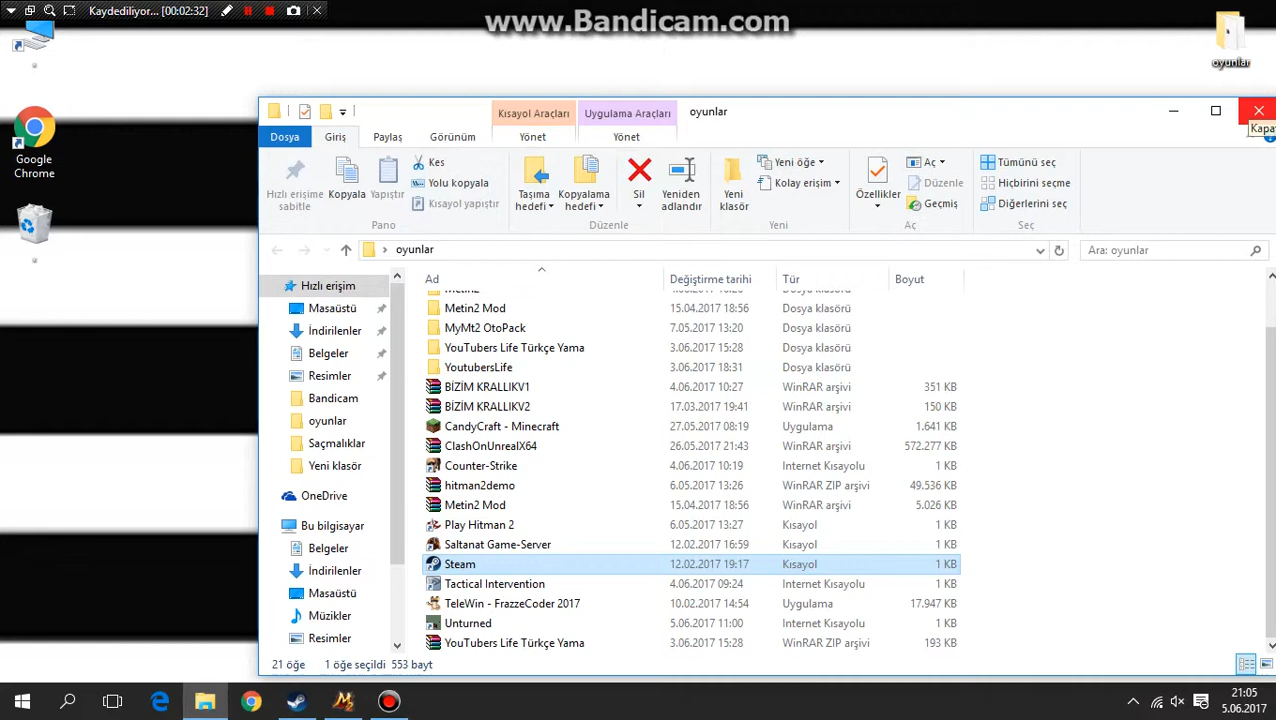 Kaydediliyor... [00:02:32]
www.Bandicam.com
oyunlar
Google
Chrome
Kısayol Araçları
Uygulama Araçları
oyunlar
Dosya
Giriş
Paylaş
Görünüm
Yönet
Yönet
Hızlı erişime
sabitle
Kopyala
Yapıştır
Kes
Yolu kopyala
Kısayol yapıştır
Pano
Taşıma
hedefi
Kopyalama
hedefi
Sil
Yeniden
adlandır
Düzenle
Yeni
klasör
Yeni öğe
Kolay erişim
Yeni
Özellikler
Aç
Düzenle
Geçmiş
Aç
Tümünü seç
Hiçbirini seçme
Diğerlerini seç
Seç
oyunlar
Ara: oyunlar
Hızlı erişim
Masaüstü
İndirilenler
Belgeler
Resimler
Bandicam
oyunlar
Saçmalıklar
Yeni klasör
OneDrive
Bu bilgisayar
Belgeler
İndirilenler
Masaüstü
Müzikler
Resimler
Ad Değiştirme tarihi Tür Boyut
Metin2 Mod 15.04.2017 18:56 Dosya klasörü
MyMt2 OtoPack 7.05.2017 13:20 Dosya klasörü
YouTubers Life Türkçe Yama 3.06.2017 15:28 Dosya klasörü
YoutubersLife 3.06.2017 18:31 Dosya klasörü
BİZİM KRALLIKV1 4.06.2017 10:27 WinRAR arşivi 351 KB
BİZİM KRALLIKV2 17.03.2017 19:41 WinRAR arşivi 150 KB
CandyCraft - Minecraft 27.05.2017 08:19 Uygulama 1.641 KB
ClashOnUnrealX64 26.05.2017 21:43 WinRAR arşivi 572.277 KB
Counter-Strike 4.06.2017 10:19 Internet Kısayolu 1 KB
hitman2demo 6.05.2017 13:26 WinRAR ZIP arşivi 49.536 KB
Metin2 Mod 15.04.2017 18:56 WinRAR arşivi 5.026 KB
Play Hitman 2 6.05.2017 13:27 Kısayol 1 KB
Saltanat Game-Server 12.02.2017 16:59 Kısayol 1 KB
Steam 12.02.2017 19:17 Kısayol 1 KB
Tactical Intervention 4.06.2017 09:24 Internet Kısayolu 1 KB
TeleWin - FrazzeCoder 2017 10.02.2017 14:54 Uygulama 17.947 KB
Unturned 5.06.2017 11:00 Internet Kısayolu 1 KB
YouTubers Life Türkçe Yama 3.06.2017 15:28 WinRAR ZIP arşivi 193 KB
21 öğe 1 öğe seçildi 553 bayt
21:05
5.06.2017